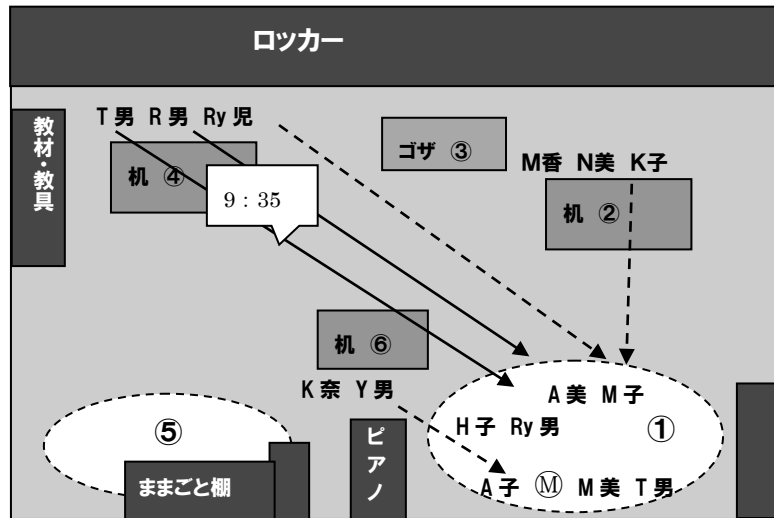 ロッカー
T男 R男 Ry児
教材・教具
机 ④
9：35
ゴザ ③
M香 N美 K子
机 ②
机 ⑥
K奈 Y男
A美 M子
H子 Ry男 ①
A子 Ⓜ M美 T男
⑤
ままごと棚
ピアノ